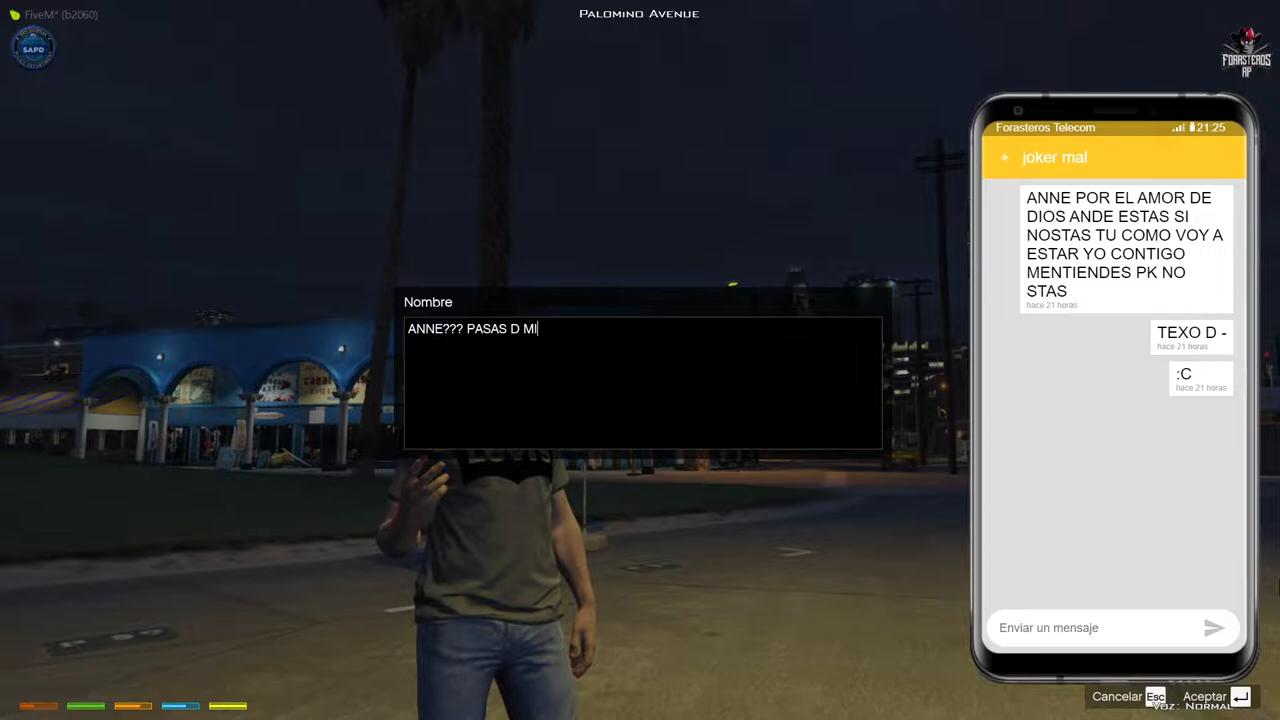 FiveM* (b2060)
Palomino Avenue
SAPD
FORASTEROS
RP
Forasteros Telecom
21:25
joker mal
ANNE POR EL AMOR DE
DIOS ANDE ESTAS SI
NOSTAS TU COMO VOY A
ESTAR YO CONTIGO
MENTIENDES PK NO
STAS
hace 21 horas
TEXO D -
hace 21 horas
:C
hace 21 horas
Nombre
ANNE??? PASAS D MI
Enviar un mensaje
Cancelar Esc Aceptar
Voz: Normal